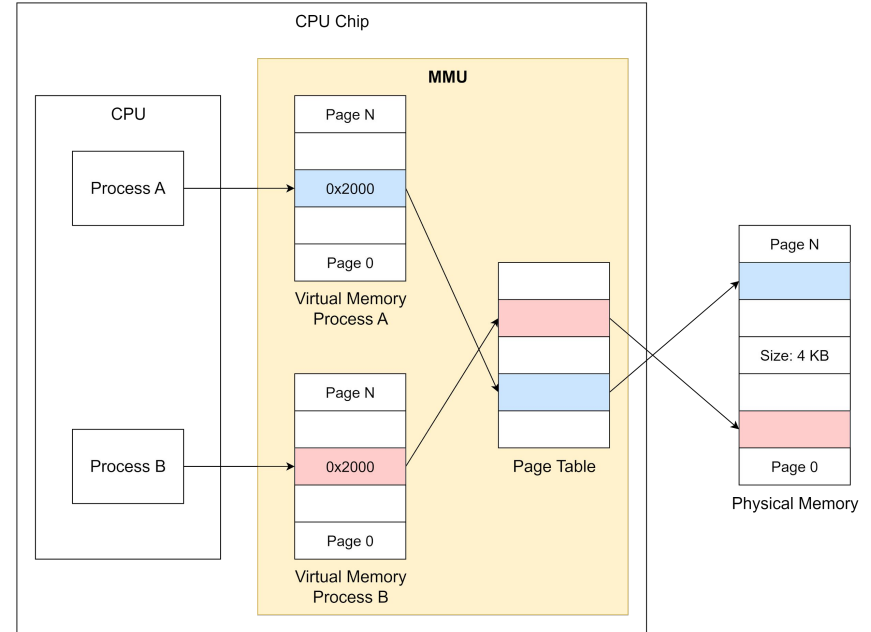 CPU Chip
MMU
CPU
Process A
Process B
Page N
0x2000
Page 0
Virtual Memory
Process A
Page N
0x2000
Page 0
Virtual Memory
Process B
Page Table
Page N
Size: 4 KB
Page 0
Physical Memory